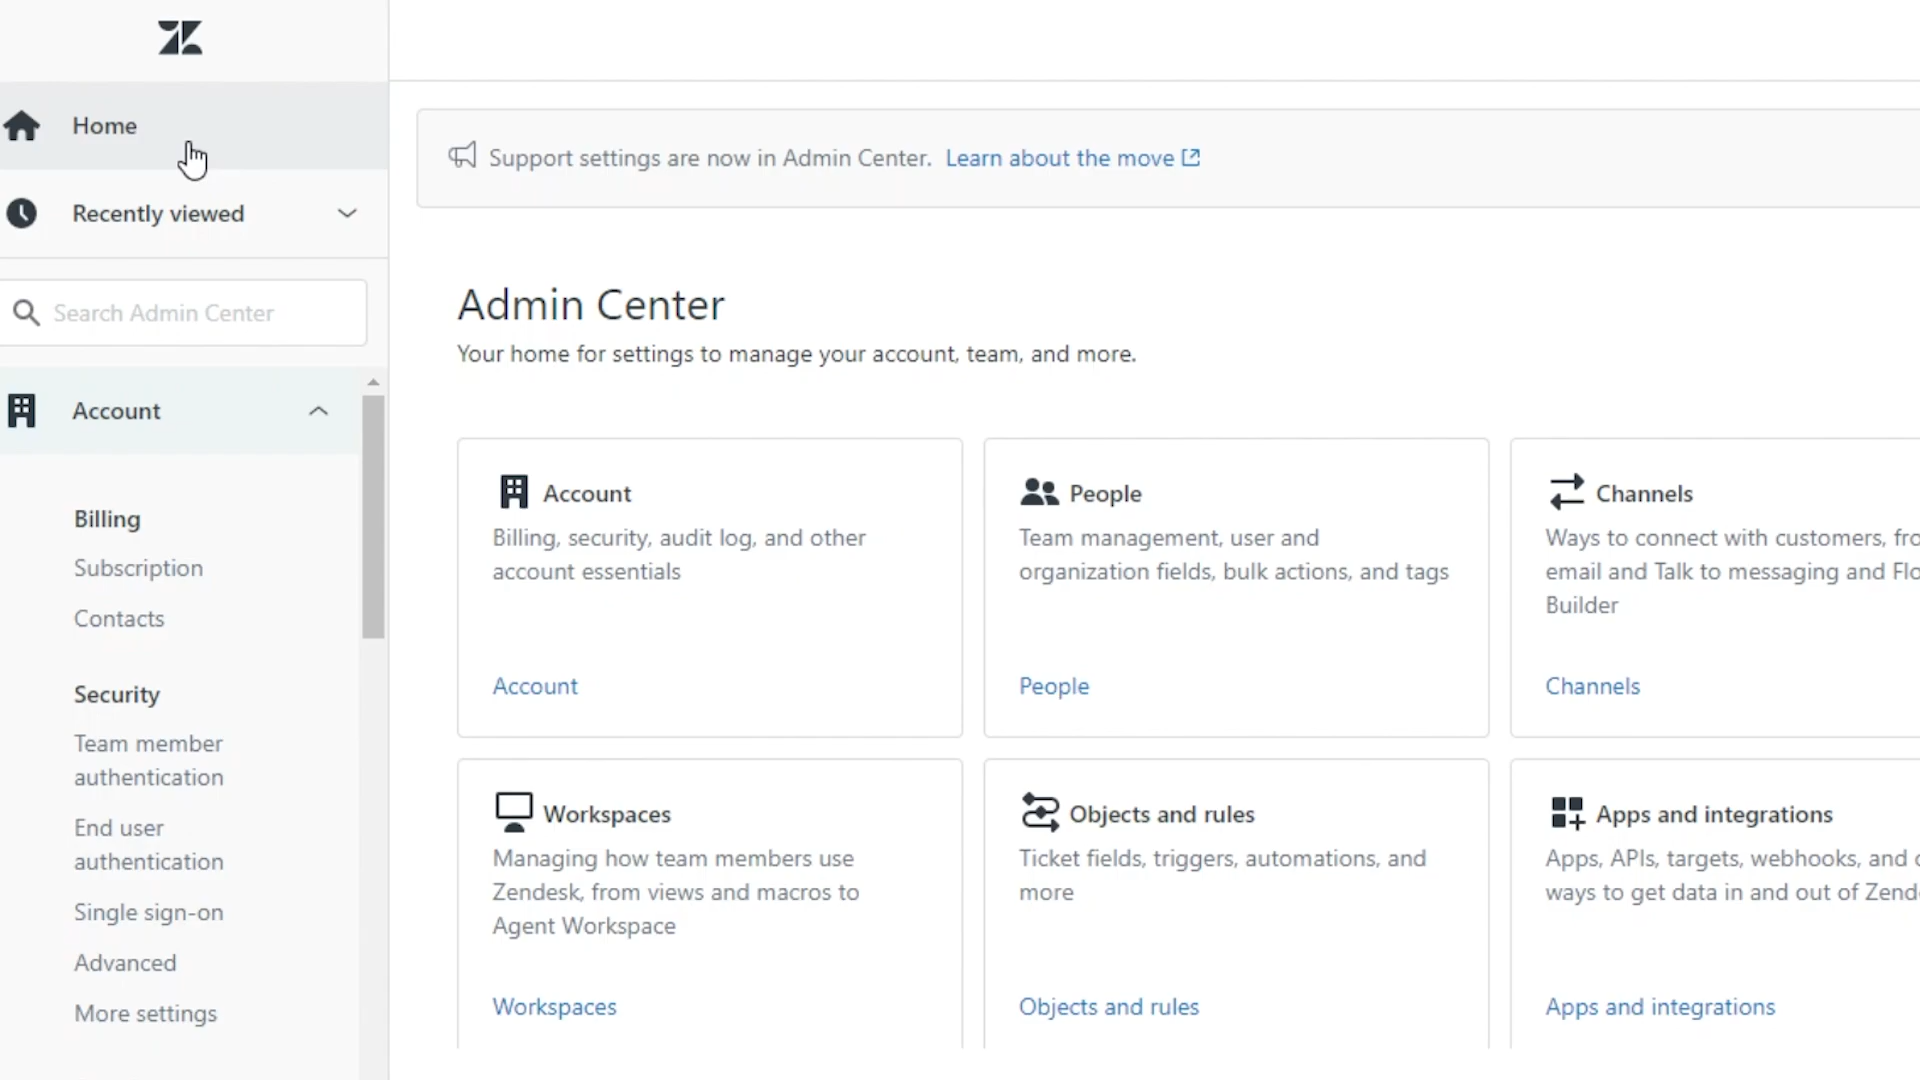 Home
Recently viewed
Search Admin Center
Account
Billing
Subscription
Contacts
Security
Team member
authentication
End user
authentication
Single sign-on
Advanced
More settings
Support settings are now in Admin Center. Learn about the move
Admin Center
Your home for settings to manage your account, team, and more.
Account
Billing, security, audit log, and other
account essentials
Account
People
Team management, user and
organization fields, bulk actions, and tags
People
Channels
Ways to connect with customers,
email and Talk to messaging and
Builder
Channels
Workspaces
Managing how team members use
Zendesk, from views and macros to
Agent Workspace
Workspaces
Objects and rules
Ticket fields, triggers, automations, and
more
Objects and rules
Apps and integrations
Apps, APIs, targets, webhooks, and
ways to get data in and out of
Apps and integrations